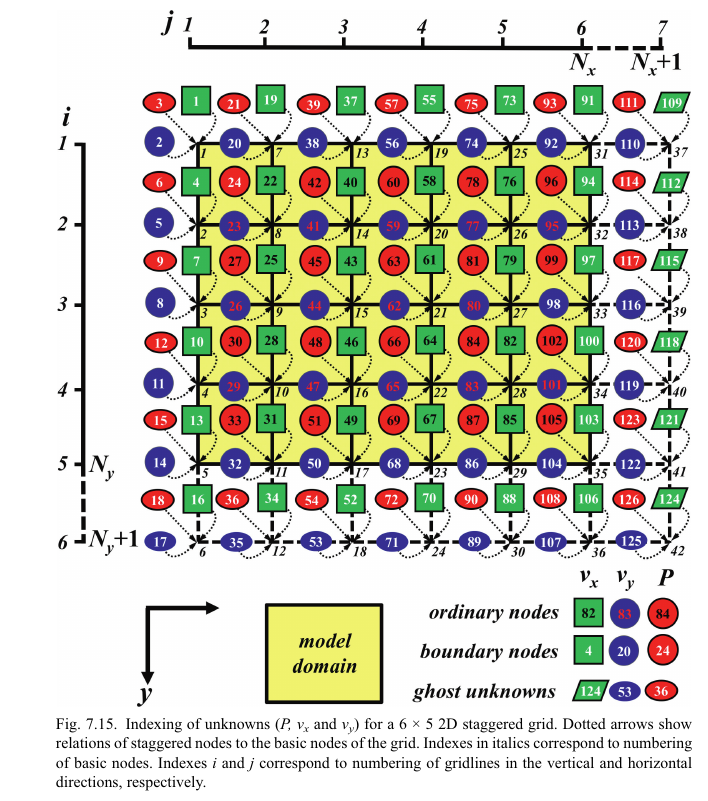 j 1 2 3 4 5 6 7
Nx Nx+1
3 1 21 19 39 37 57 55 75 73 93 91 111 109
i
1 2 20 38 56 74 92 110
1 7 13 19 25 31 37
6 4 24 22 42 40 60 58 78 76 96 94 114 112
2 5 23 41 59 77 95 113
2 8 14 20 26 32 38
9 7 27 25 45 43 63 61 81 79 99 97 117 115
3 8 26 44 62 80 98 116
3 9 15 21 27 33 39
12 10 30 28 48 46 66 64 84 82 102 100 120 118
4 11 29 47 65 83 101 119
4 10 16 22 28 34 40
15 13 33 31 51 49 69 67 87 85 105 103 123 121
5 Ny 14 32 50 68 86 104 122
5 11 17 23 29 35 41
18 16 36 34 54 52 72 70 90 88 108 106 126 124
6 Ny+1 17 35 53 71 89 107 125
6 12 18 24 30 36 42
vx vy P
ordinary nodes 82 83 84
model
domain
boundary nodes 4 20 24
y
ghost unknowns 124 53 36
Fig. 7.15. Indexing of unknowns (P, vx and vy) for a 6 × 5 2D staggered grid. Dotted arrows show
relations of staggered nodes to the basic nodes of the grid. Indexes in italics correspond to numbering
of basic nodes. Indexes i and j correspond to numbering of gridlines in the vertical and horizontal
directions, respectively.